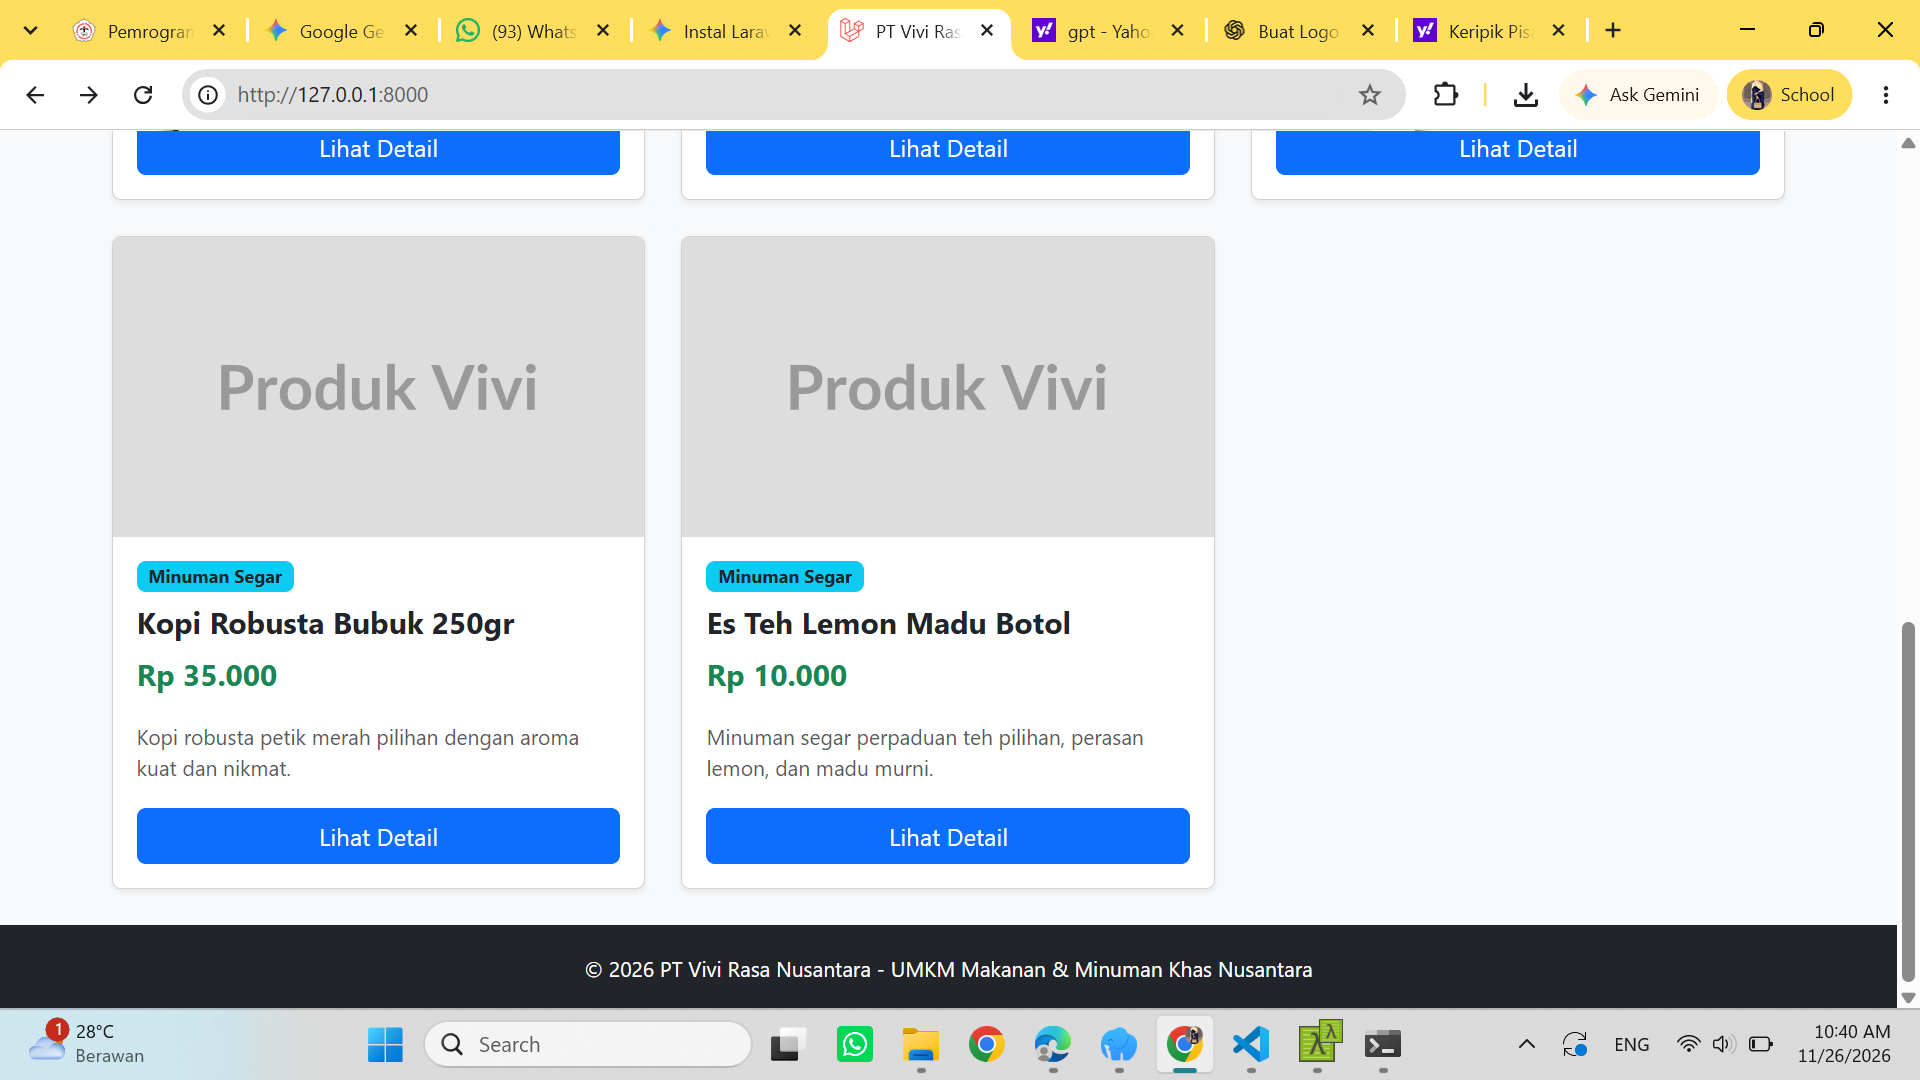 Pemrogran
Google Ge
(93) Whats
Instal Larav
PT Vivi Ras
gpt - Yaho
Buat Logo
Keripik Pis
http://127.0.0.1:8000
Ask Gemini
School
Lihat Detail
Lihat Detail
Lihat Detail
Produk Vivi
Produk Vivi
Minuman Segar
Minuman Segar
Kopi Robusta Bubuk 250gr
Es Teh Lemon Madu Botol
Rp 35.000
Rp 10.000
Kopi robusta petik merah pilihan dengan aroma
kuat dan nikmat.
Minuman segar perpaduan teh pilihan, perasan
lemon, dan madu murni.
Lihat Detail
Lihat Detail
© 2026 PT Vivi Rasa Nusantara - UMKM Makanan & Minuman Khas Nusantara
1
28°C
Berawan
Search
ENG
10:40 AM
11/26/2026